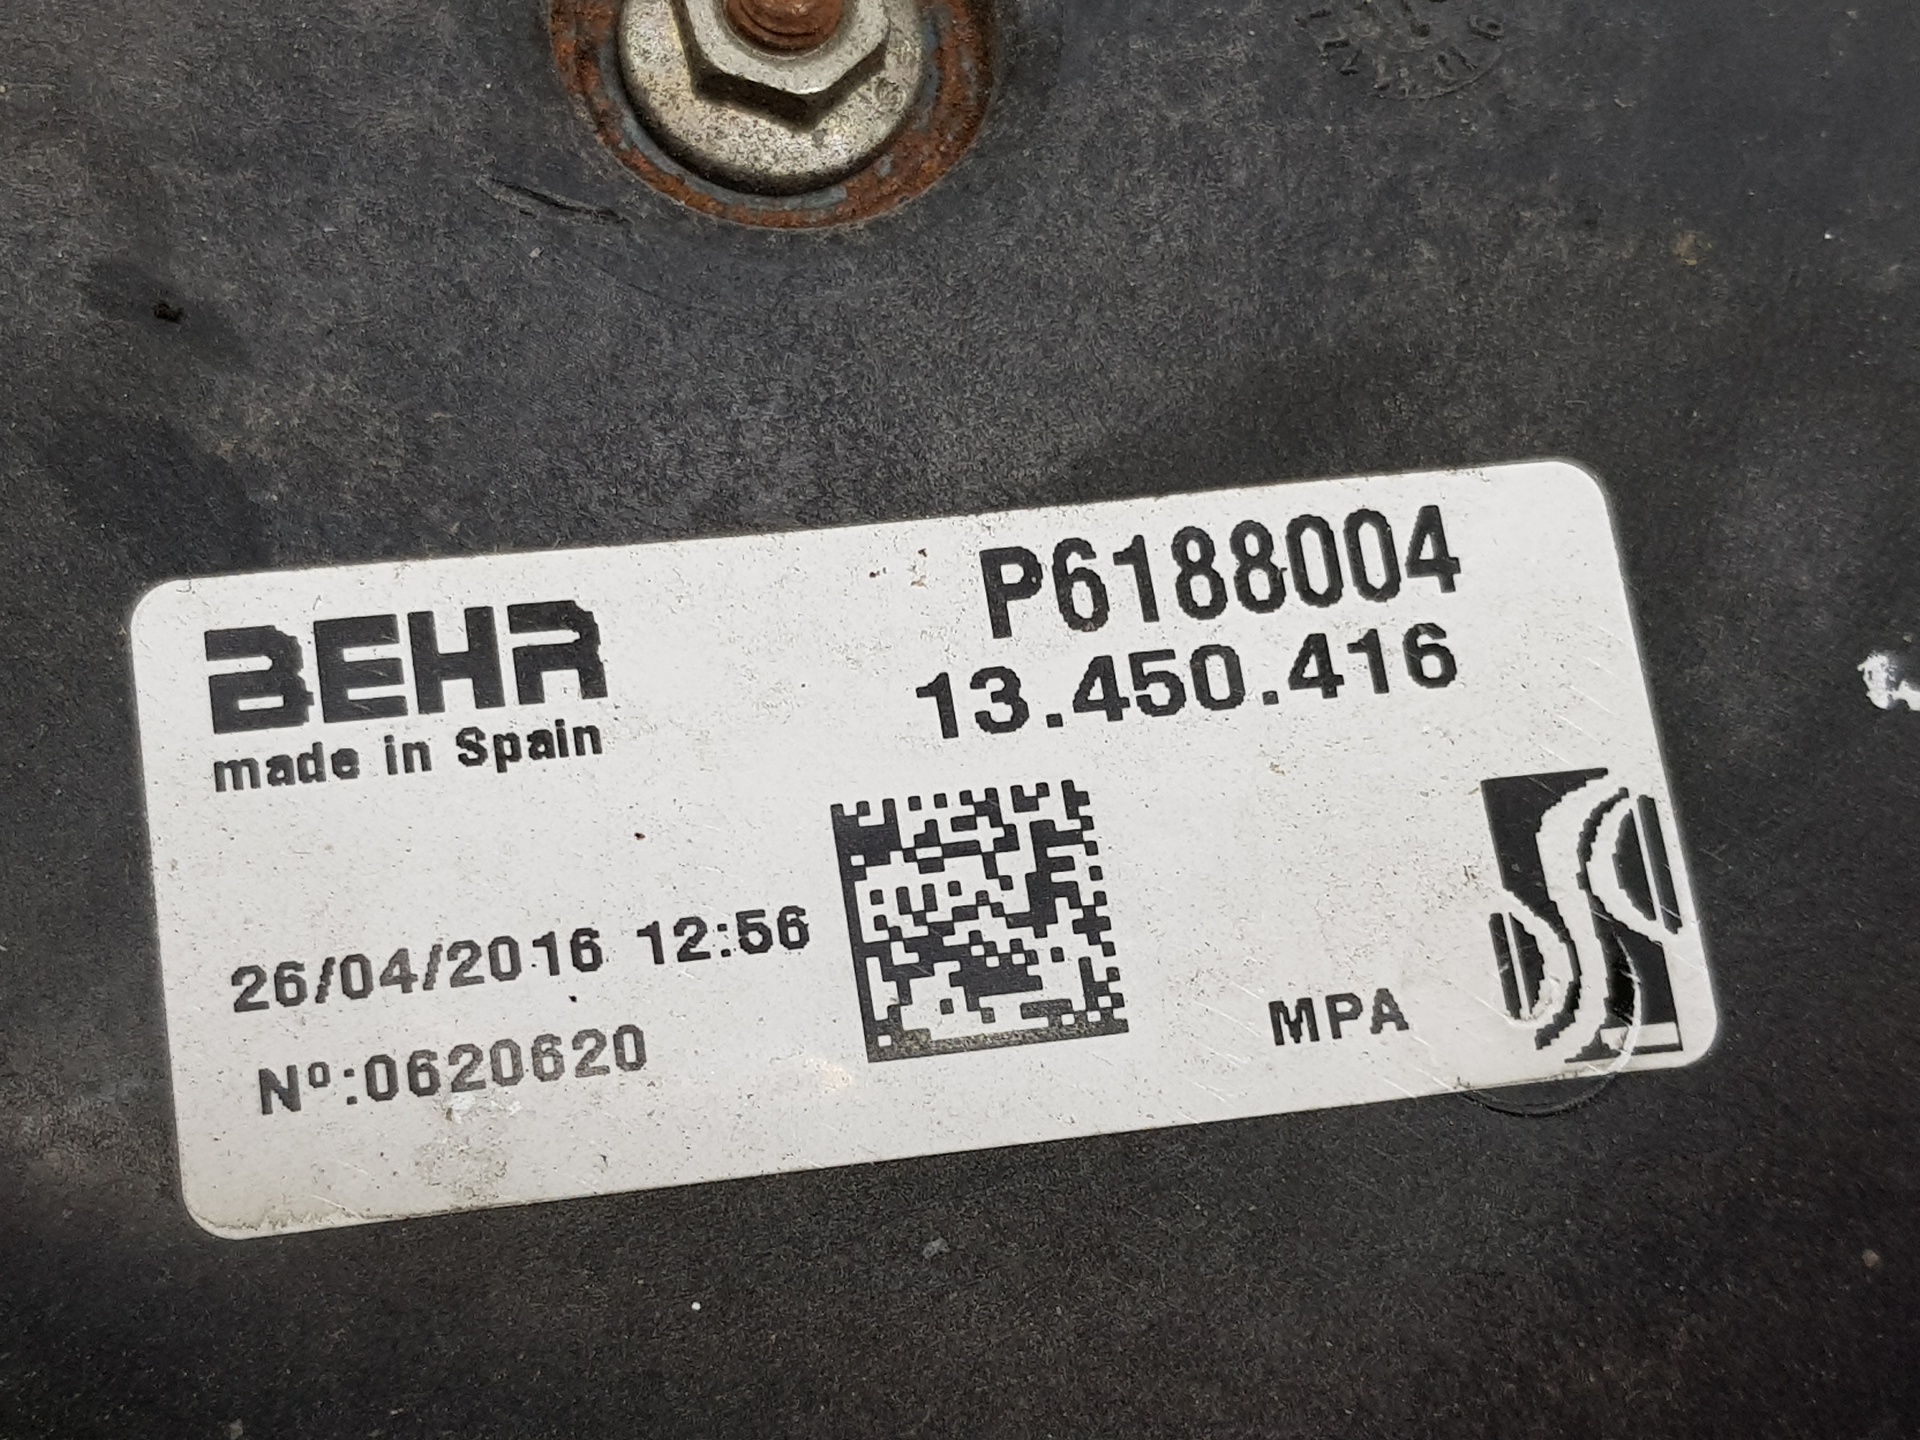 BEHR
made in Spain
P6188004
13.450.416
26/04/2016 12:56
Nº:0620620
MPA